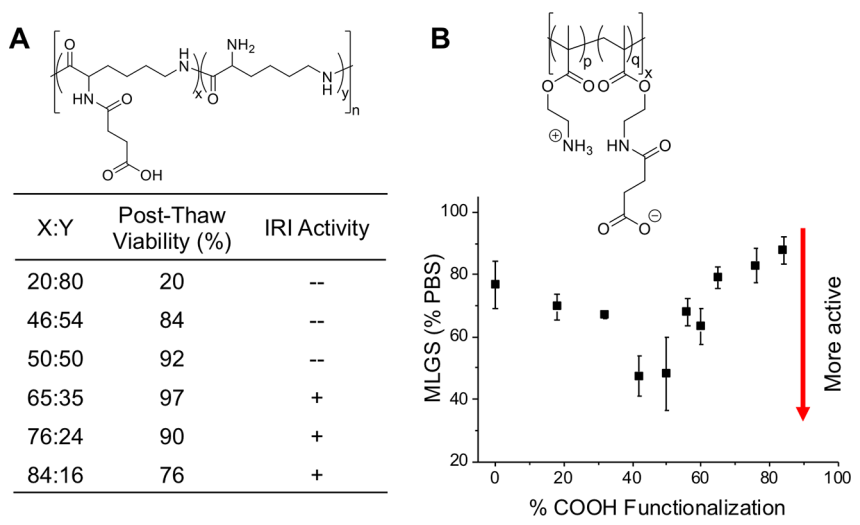 A
O
NH2
H
N
x
O
N
H
y
n
NH
O
O
OH
X:Y Post-Thaw Viability (%) IRI Activity
20:80 20 --
46:54 84 --
50:50 92 --
65:35 97 +
76:24 90 +
84:16 76 +
B
p
q
x
O
O
O
O
NH3
HN
O
O
O
100
80
60
40
20
MLGS (% PBS)
More active
0 20 40 60 80 100
% COOH Functionalization